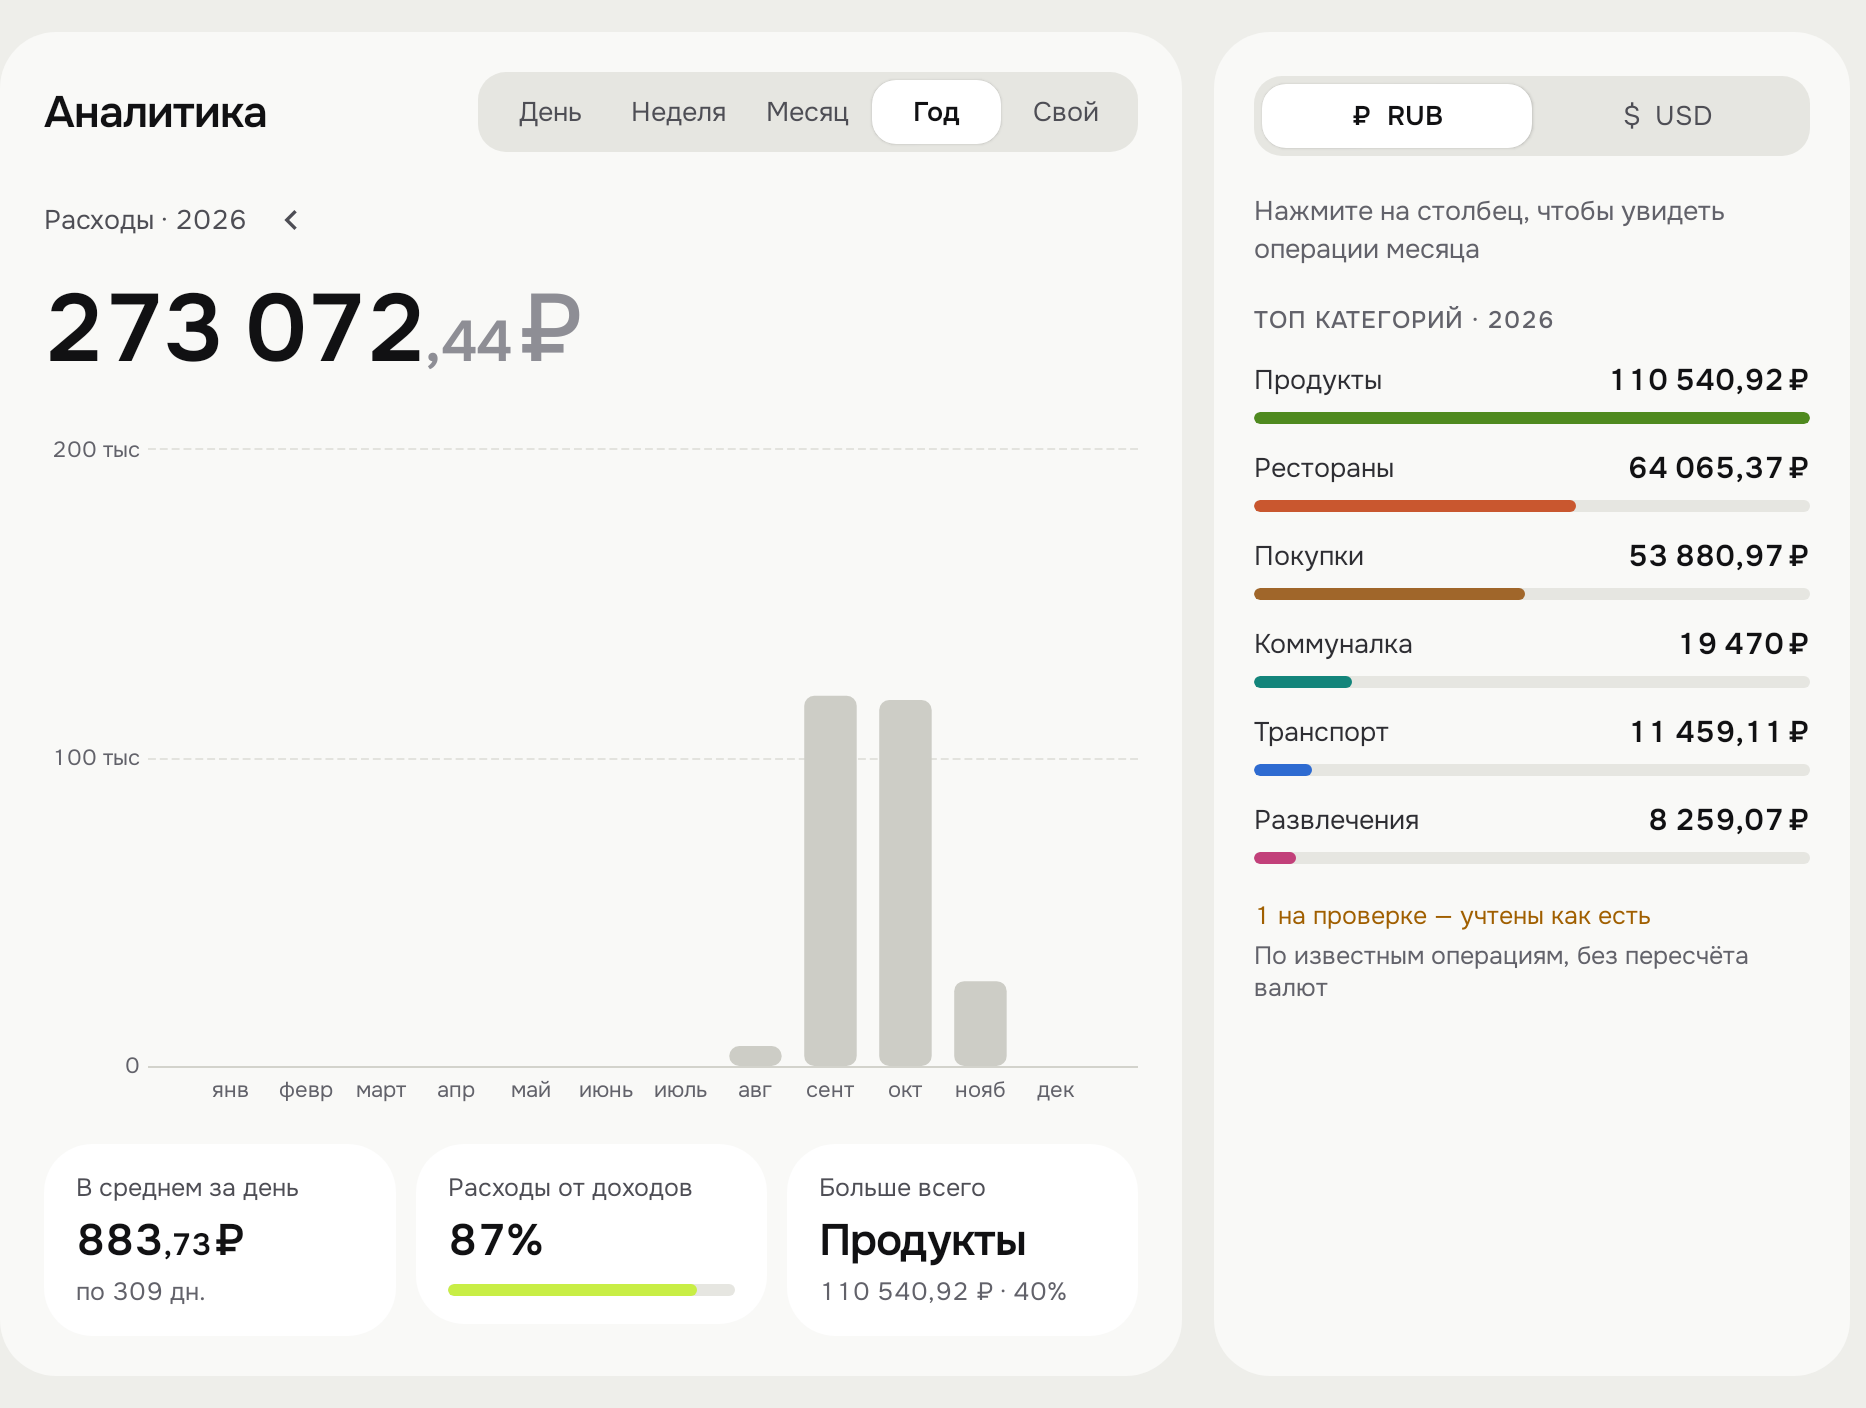 Аналитика
День Неделя Месяц Год Свой
Расходы · 2026
273 072,44 ₽
200 тыс
100 тыс
0
янв февр март апр май июнь июль авг сент окт нояб дек
В среднем за день
883,73 ₽
по 309 дн.
Расходы от доходов
87%
Больше всего
Продукты
110 540,92 ₽ · 40%
₽ RUB $ USD
Нажмите на столбец, чтобы увидеть
операции месяца
ТОП КАТЕГОРИЙ · 2026
Продукты 110 540,92 ₽
Рестораны 64 065,37 ₽
Покупки 53 880,97 ₽
Коммуналка 19 470 ₽
Транспорт 11 459,11 ₽
Развлечения 8 259,07 ₽
1 на проверке — учтены как есть
По известным операциям, без пересчёта
валют